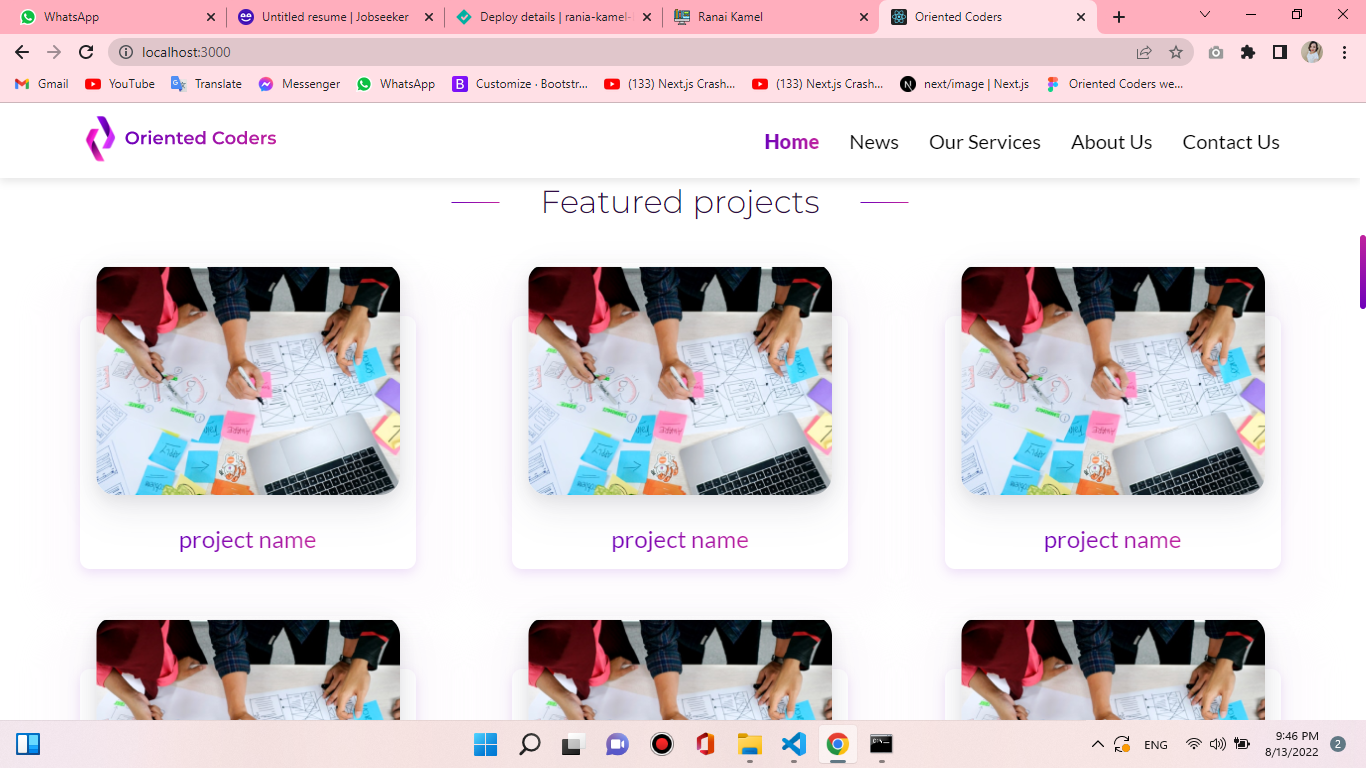 WhatsApp
Untitled resume | Jobseeker
Deploy details | rania-kamel-
Ranai Kamel
Oriented Coders
localhost:3000
Gmail
YouTube
Translate
Messenger
WhatsApp
Customize · Bootstr...
(133) Next.js Crash...
(133) Next.js Crash...
next/image | Next.js
Oriented Coders we...
Oriented Coders
Home
News
Our Services
About Us
Contact Us
Featured projects
project name
project name
project name
ENG
9:46 PM
8/13/2022
2